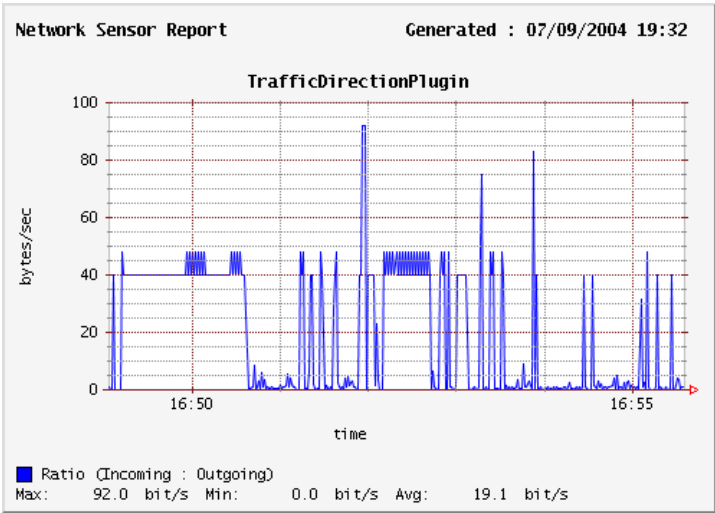 Network Sensor Report Generated : 07/09/2004 19:32
TrafficDirectionPlugin
bytes/sec
100
80
60
40
20
0
16:50 16:55
time
Ratio (Incoming : Outgoing)
Max: 92.0 bit/s Min: 0.0 bit/s Avg: 19.1 bit/s